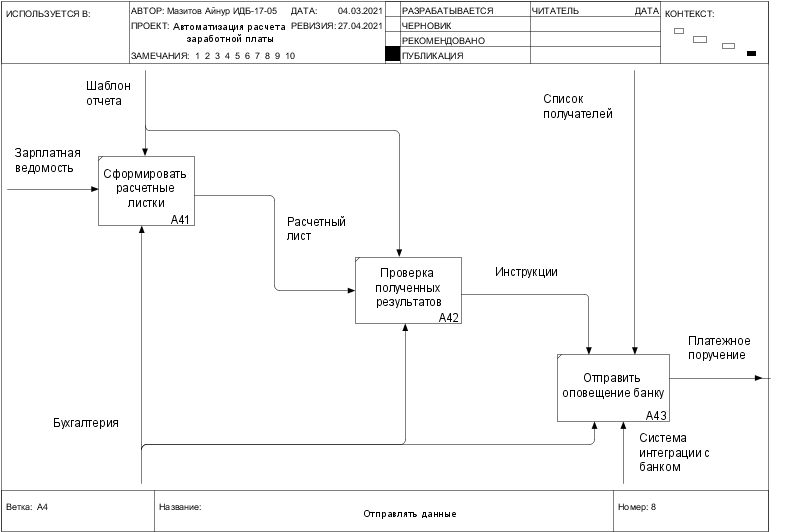 ИСПОЛЬЗУЕТСЯ В:
АВТОР: Мазитов Айнур ИДБ-17-05 ДАТА: 04.03.2021
ПРОЕКТ: Автоматизация расчета РЕВИЗИЯ: 27.04.2021
заработной платы
ЗАМЕЧАНИЯ: 1 2 3 4 5 6 7 8 9 10
РАЗРАБАТЫВАЕТСЯ
ЧЕРНОВИК
РЕКОМЕНДОВАНО
ПУБЛИКАЦИЯ
ЧИТАТЕЛЬ ДАТА
КОНТЕКСТ:
Шаблон
отчета
Список
получателей
Зарплатная
ведомость
Сформировать
расчетные
листки
A41
Расчетный
лист
Проверка
полученных
результатов
A42
Инструкции
Платежное
поручение
Отправить
оповещение банку
A43
Бухгалтерия
Система
интеграции с
банком
Ветка: A4
Название:
Отправлять данные
Номер: 8